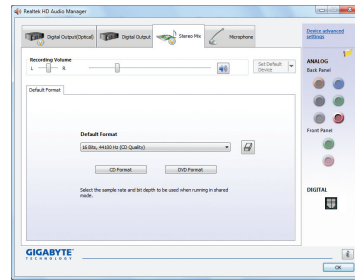 Realtek HD Audio Manager
Digital Output(Optical)
Digital Output
Stereo Mix
Microphone
Device advanced settings
Recording Volume
L
R
Set Default Device
ANALOG
Back Panel
Default Format
Default Format
16 Bits, 44100 Hz (CD Quality)
CD Format
DVD Format
Select the sample rate and bit depth to be used when running in shared
mode.
Front Panel
DIGITAL
GIGABYTE
TECHNOLOGY
OK